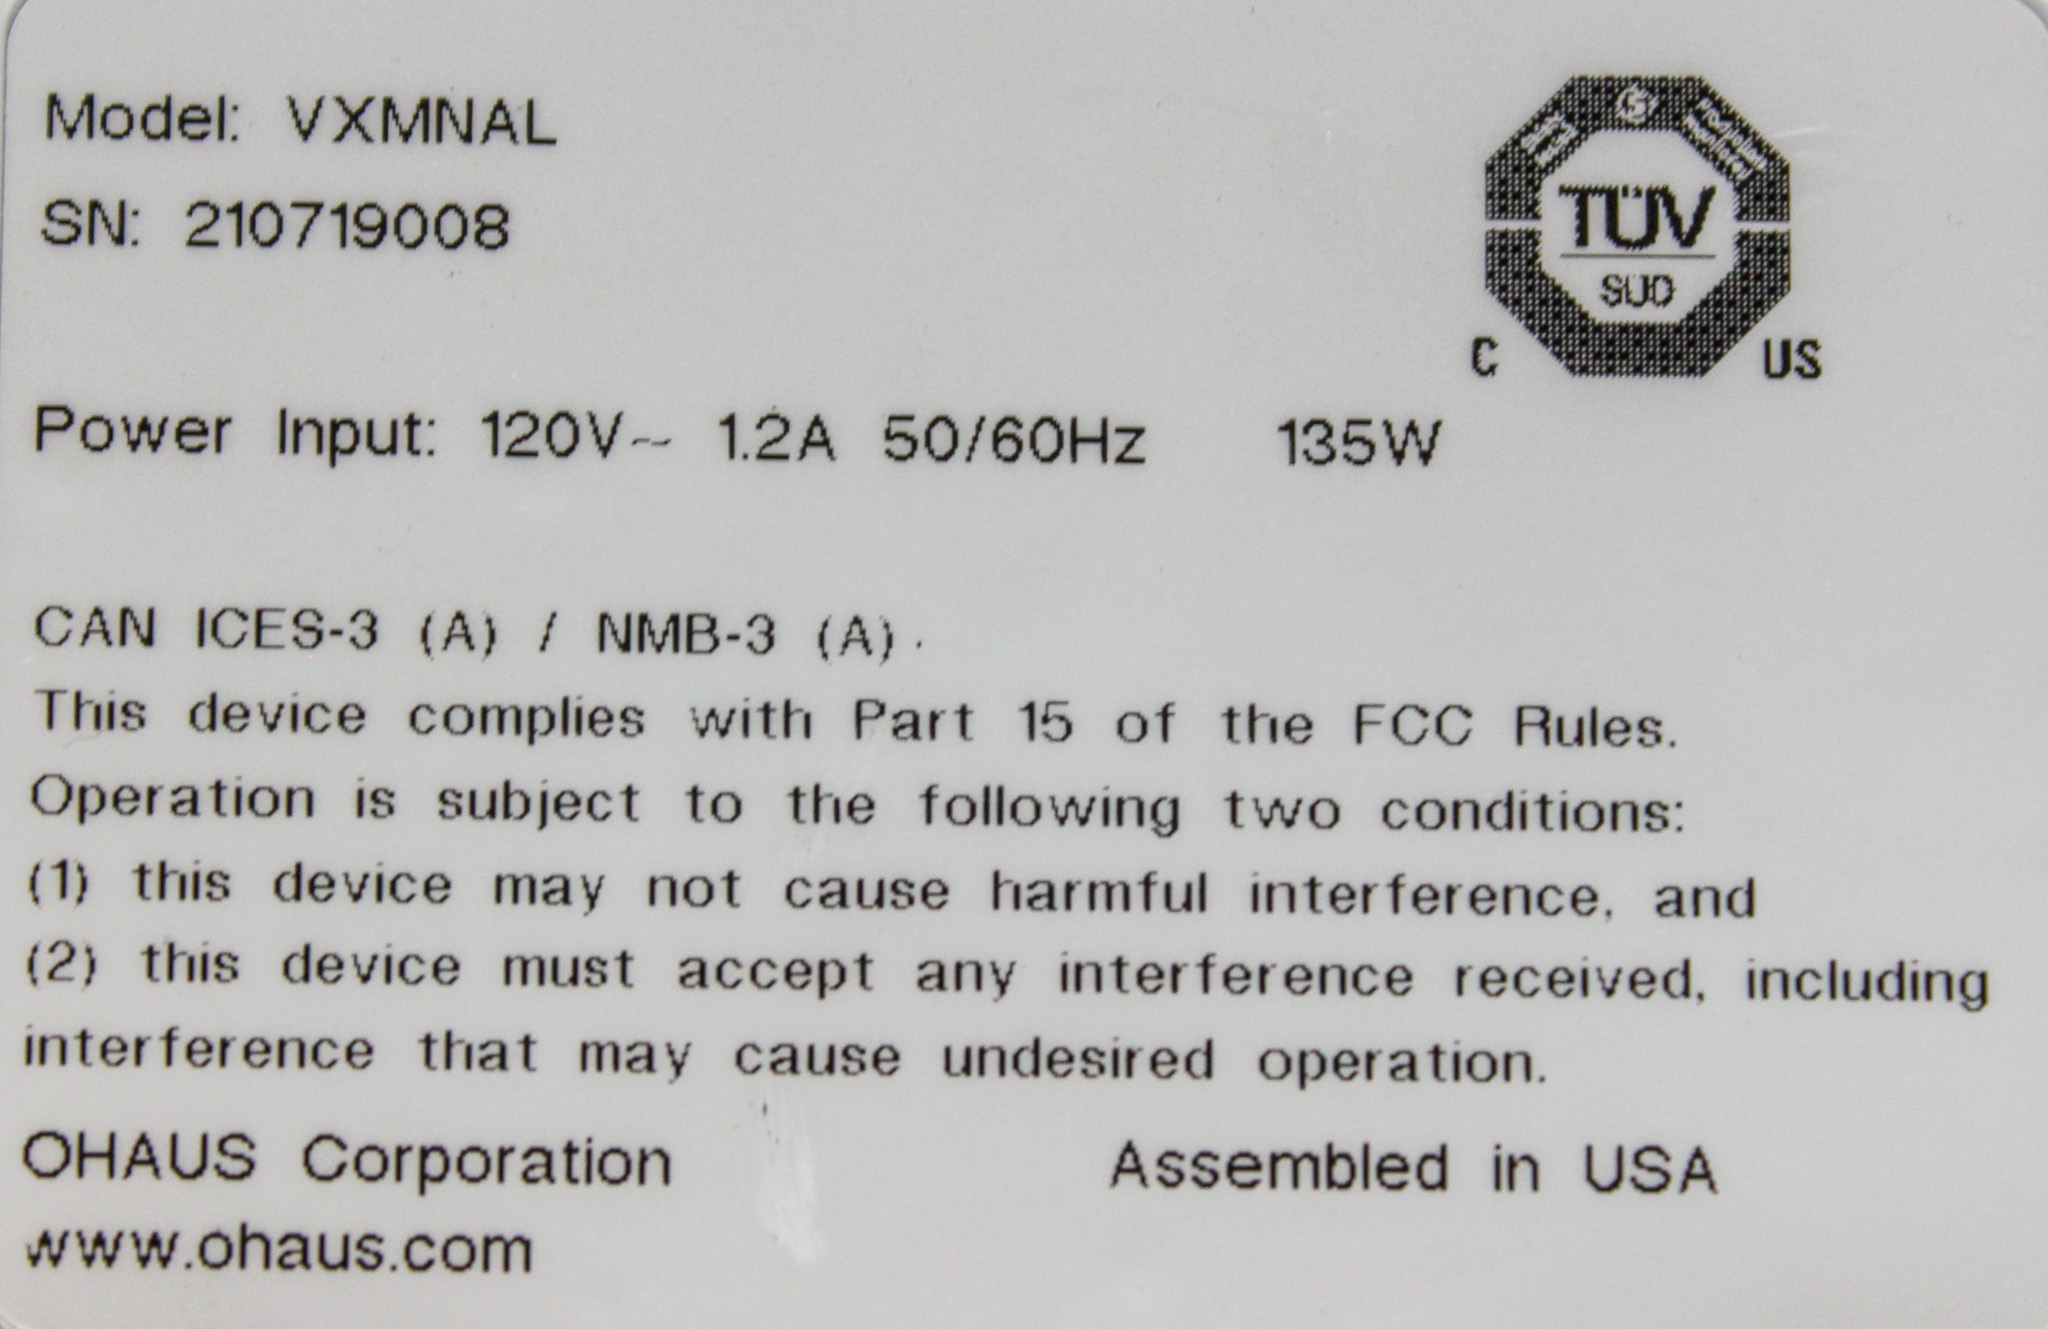 Model: VXMNAL
SN: 210719008
TÜV
SÜD
C US
Power Input: 120V~ 1.2A 50/60Hz 135W
CAN ICES-3 (A) / NMB-3 (A).
This device complies with Part 15 of the FCC Rules.
Operation is subject to the following two conditions:
(1) this device may not cause harmful interference, and
(2) this device must accept any interference received, including
interference that may cause undesired operation.
OHAUS Corporation Assembled in USA
www.ohaus.com